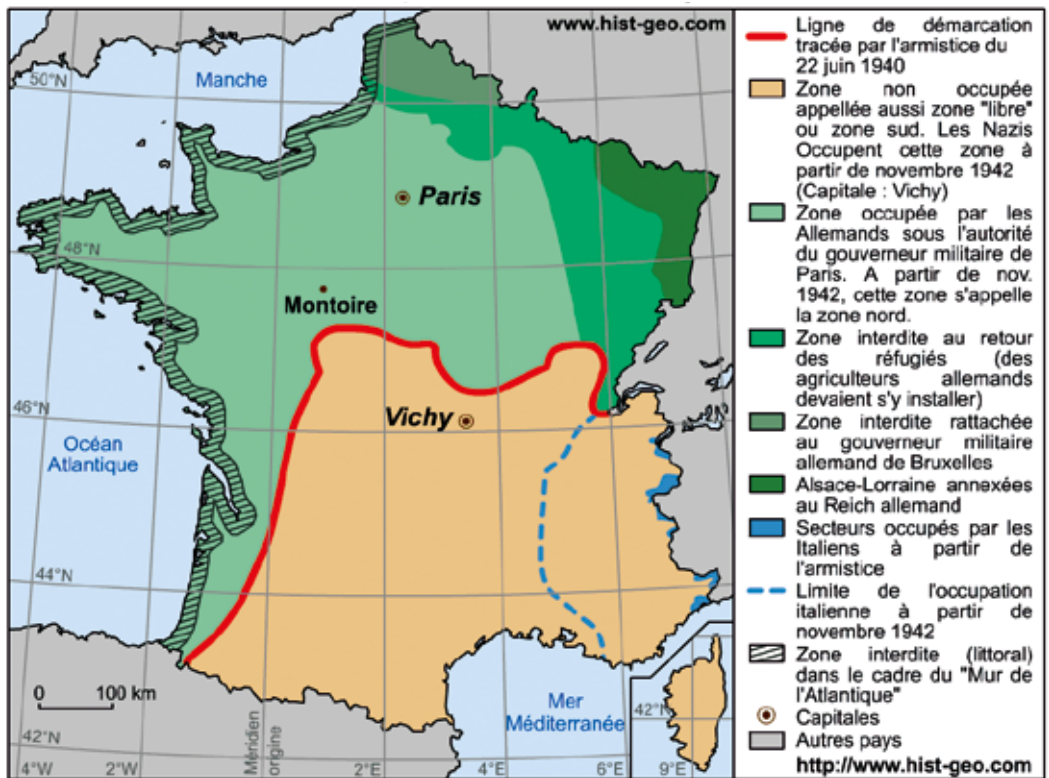 www.hist-geo.com
50°N
Manche
Paris
48°N
Montoire
46°N
Vichy
Océan
Atlantique
44°N
0 100 km
Mer
Méditerranée
42°N
42°N
Méridien
origine
4°W
2°W
2°E
4°E
6°E
9°E
Ligne de démarcation
tracée par l'armistice du
22 juin 1940
Zone non occupée
appellée aussi zone "libre"
ou zone sud. Les Nazis
Occupent cette zone à
partir de novembre 1942
(Capitale : Vichy)
Zone occupée par les
Allemands sous l'autorité
du gouverneur militaire de
Paris. A partir de nov.
1942, cette zone s'appelle
la zone nord.
Zone interdite au retour
des réfugiés (des
agriculteurs allemands
devaient s'y installer)
Zone interdite rattachée
au gouverneur militaire
allemand de Bruxelles
Alsace-Lorraine annexées
au Reich allemand
Secteurs occupés par les
Italiens à partir de
l'armistice
Limite de l'occupation
italienne à partir de
novembre 1942
Zone interdite (littoral)
dans le cadre du "Mur de
l'Atlantique"
Capitales
Autres pays
http://www.hist-geo.com